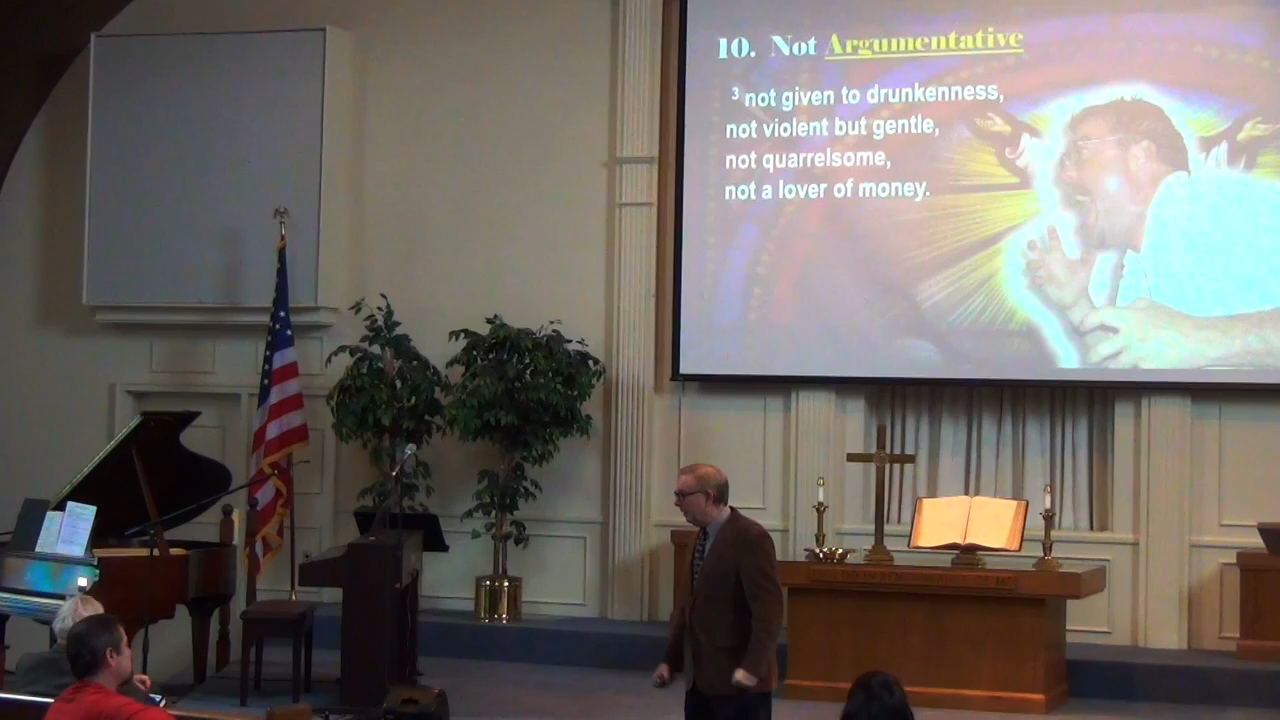 10. Not Argumentative
3 not given to drunkenness,
not violent but gentle,
not quarrelsome,
not a lover of money.